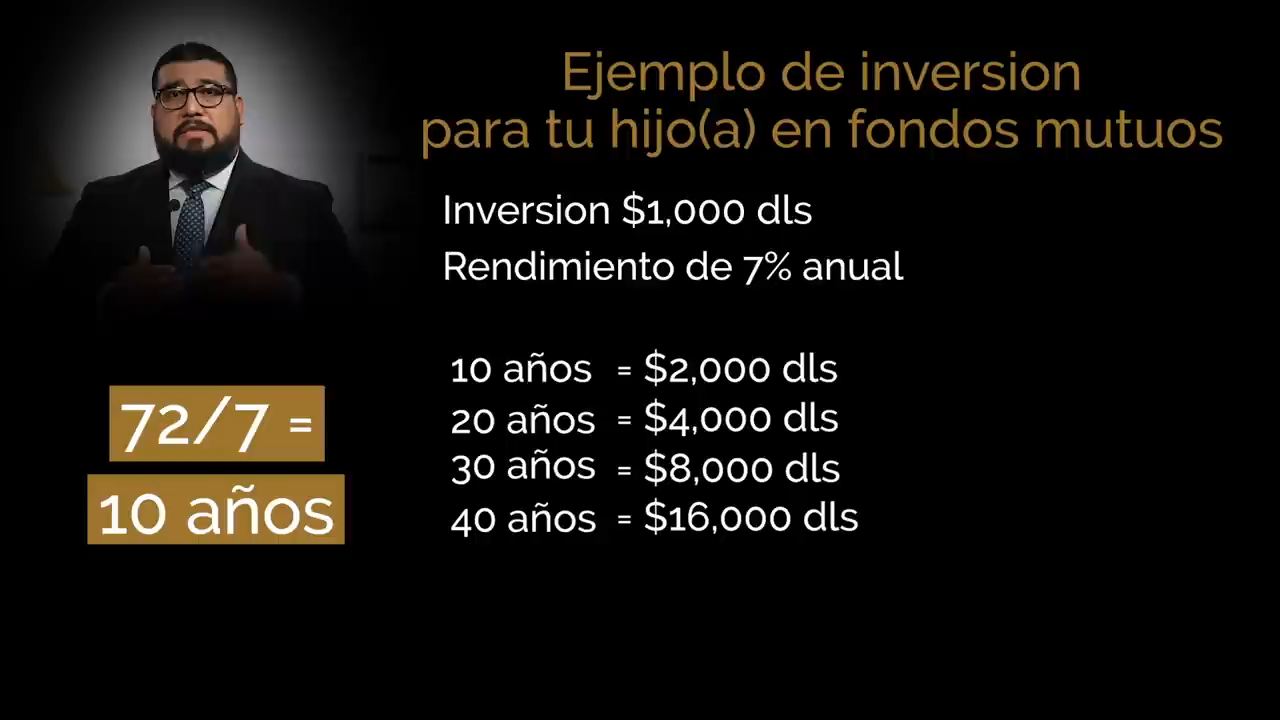 Ejemplo de inversion
para tu hijo(a) en fondos mutuos
Inversion $1,000 dls
Rendimiento de 7% anual
72/7 =
10 años
10 años = $2,000 dls
20 años = $4,000 dls
30 años = $8,000 dls
40 años = $16,000 dls